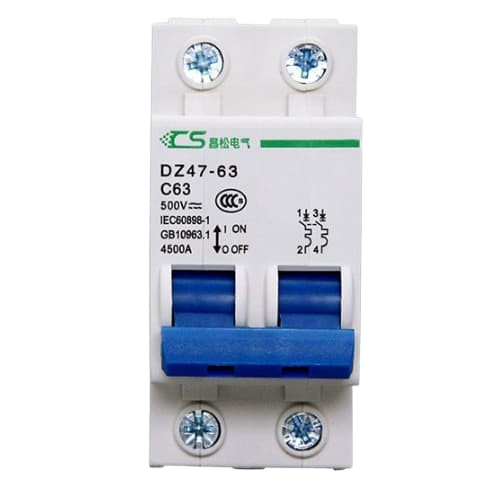 CS 昌松电气
DZ47-63
C63
500V⎓
CCC
IEC60898-1
GB10963.1
4500A
I ON
O OFF
1 3
2 4